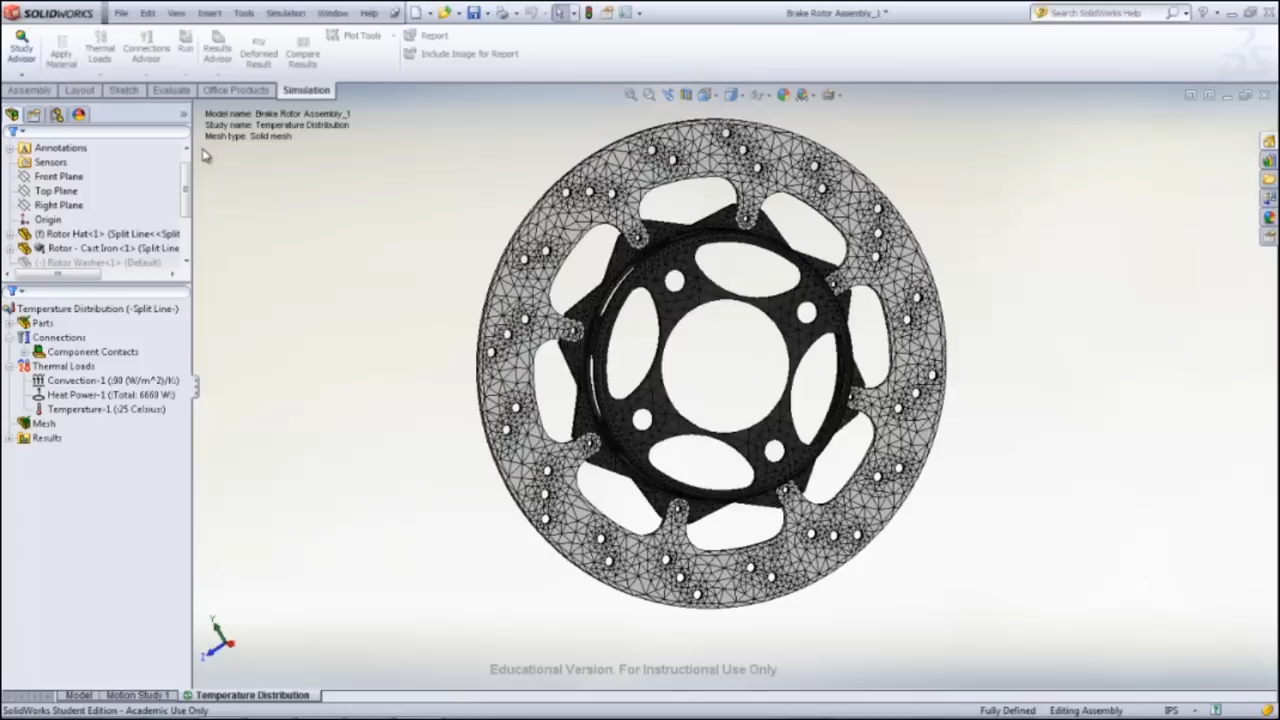 SOLIDWORKS File Edit View Insert Tools Simulation Window Help Brake Rotor Assembly_1 * Search SolidWorks Help
Study Advisor
Apply Material
Thermal Loads
Connections Advisor
Run
Results Advisor
Deformed Result
Compare Results
Plot Tools
Report
Include Image for Report
Assembly Layout Sketch Evaluate Office Products Simulation
Model name: Brake Rotor Assembly_1
Study name: Temperature Distribution
Mesh type: Solid mesh
Annotations
Sensors
Front Plane
Top Plane
Right Plane
Origin
(f) Rotor Hat<1> (Split Line<<Split
Rotor - Cast Iron<1> (Split Line
(-) Rotor Washer<1> (Default)
Temperature Distribution (-Split Line-)
Parts
Connections
Component Contacts
Thermal Loads
Convection-1 (:90 (W/m^2)/K:)
Heat Power-1 (:Total: 6660 W:)
Temperature-1 (:25 Celsius:)
Mesh
Results
Y
Z
Educational Version. For Instructional Use Only
Model Motion Study 1 Temperature Distribution
SolidWorks Student Edition - Academic Use Only Fully Defined Editing Assembly IPS